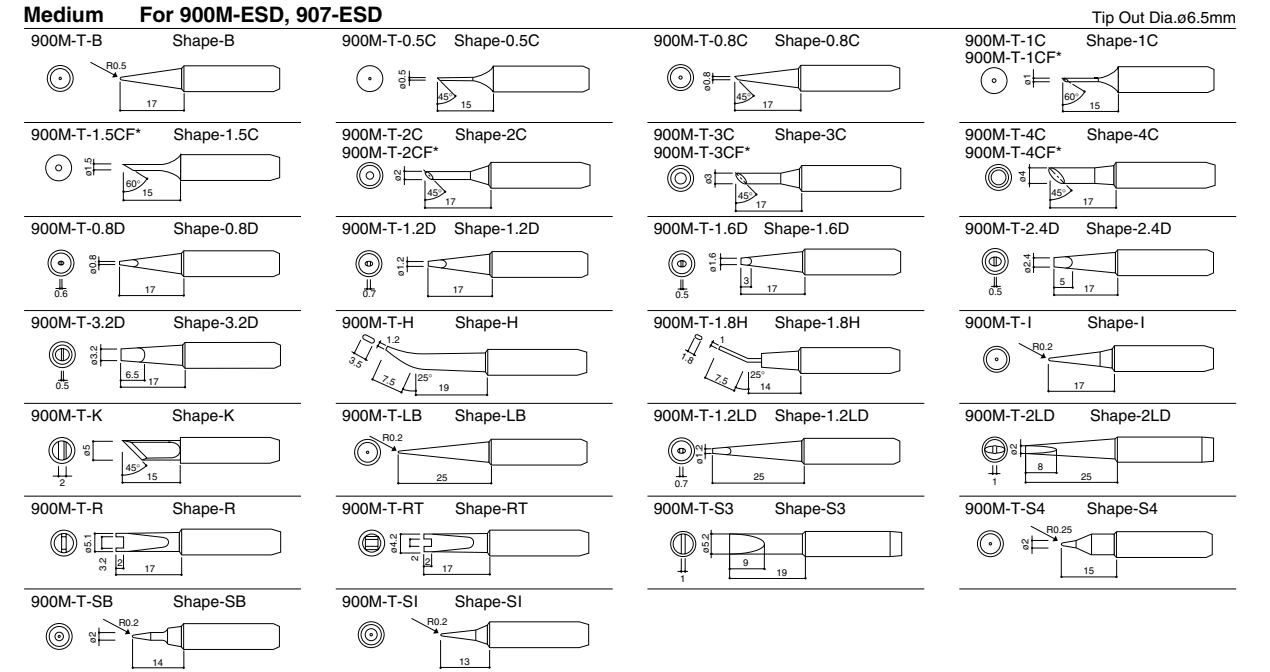 Medium For 900M-ESD, 907-ESD
Tip Out Dia.ø6.5mm
900M-T-B Shape-B
R0.5
17
900M-T-0.5C Shape-0.5C
ø0.5
45°
15
900M-T-0.8C Shape-0.8C
ø0.8
45°
17
900M-T-1C Shape-1C
900M-T-1CF*
ø1
60°
15
900M-T-1.5CF* Shape-1.5C
ø1.5
60°
15
900M-T-2C Shape-2C
900M-T-2CF*
ø2
45°
17
900M-T-3C Shape-3C
900M-T-3CF*
ø3
45°
17
900M-T-4C Shape-4C
900M-T-4CF*
ø4
45°
17
900M-T-0.8D Shape-0.8D
ø0.8
0.6
17
900M-T-1.2D Shape-1.2D
ø1.2
0.7
17
900M-T-1.6D Shape-1.6D
ø1.6
3
0.5
17
900M-T-2.4D Shape-2.4D
ø2.4
5
0.5
17
900M-T-3.2D Shape-3.2D
ø3.2
6.5
0.5
17
900M-T-H Shape-H
1.2
3.5
7.5
25°
19
900M-T-1.8H Shape-1.8H
1
1.8
7.5
25°
14
900M-T-I Shape-I
R0.2
17
900M-T-K Shape-K
ø5
45°
2
15
900M-T-LB Shape-LB
R0.2
25
900M-T-1.2LD Shape-1.2LD
ø1.2
0.7
25
900M-T-2LD Shape-2LD
ø2
8
1
25
900M-T-R Shape-R
ø5.1
3.2
2
17
900M-T-RT Shape-RT
ø4.2
2
2
17
900M-T-S3 Shape-S3
ø5.2
9
1
19
900M-T-S4 Shape-S4
R0.25
ø2
15
900M-T-SB Shape-SB
R0.2
ø2
14
900M-T-SI Shape-SI
R0.2
13